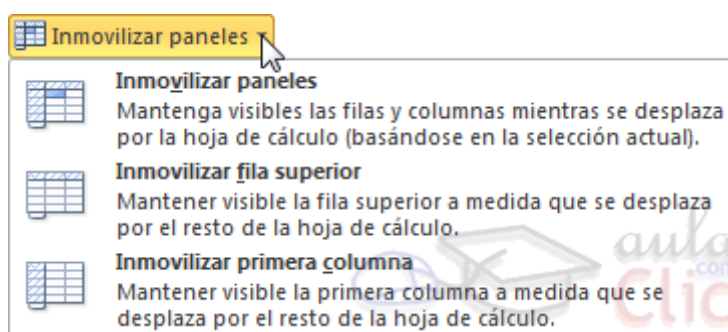 Inmovilizar paneles
Inmovilizar paneles
Mantenga visibles las filas y columnas mientras se desplaza
por la hoja de cálculo (basándose en la selección actual).
Inmovilizar fila superior
Mantener visible la fila superior a medida que se desplaza
por el resto de la hoja de cálculo.
aula
Inmovilizar primera columna
Mantener visible la primera columna a medida que se
desplaza por el resto de la hoja de cálculo.
Clic